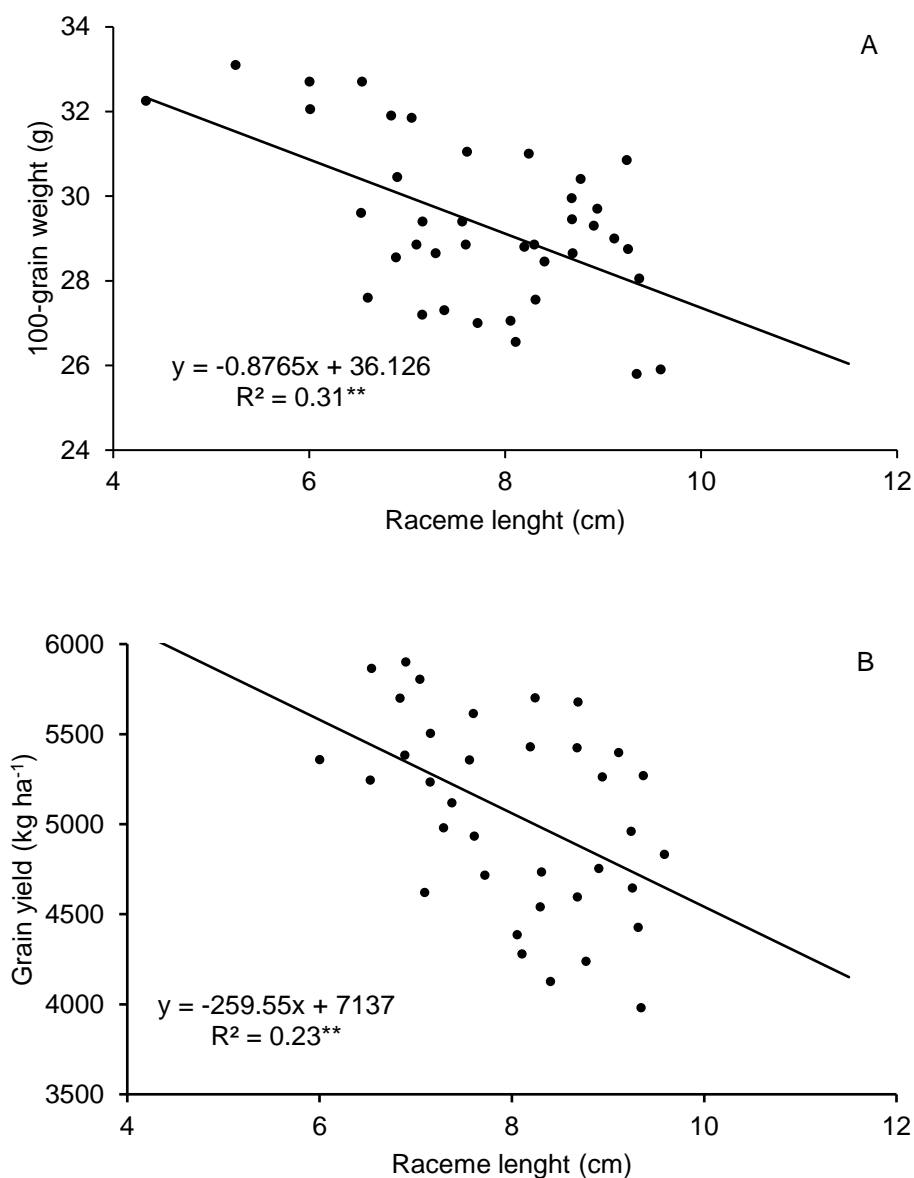 A
34
32
30
28
26
24
100-grain weight (g)
y = -0.8765x + 36.126
R² = 0.31**
4 6 8 10 12
Raceme lenght (cm)
B
6000
5500
5000
4500
4000
3500
Grain yield (kg ha⁻¹)
y = -259.55x + 7137
R² = 0.23**
4 6 8 10 12
Raceme lenght (cm)